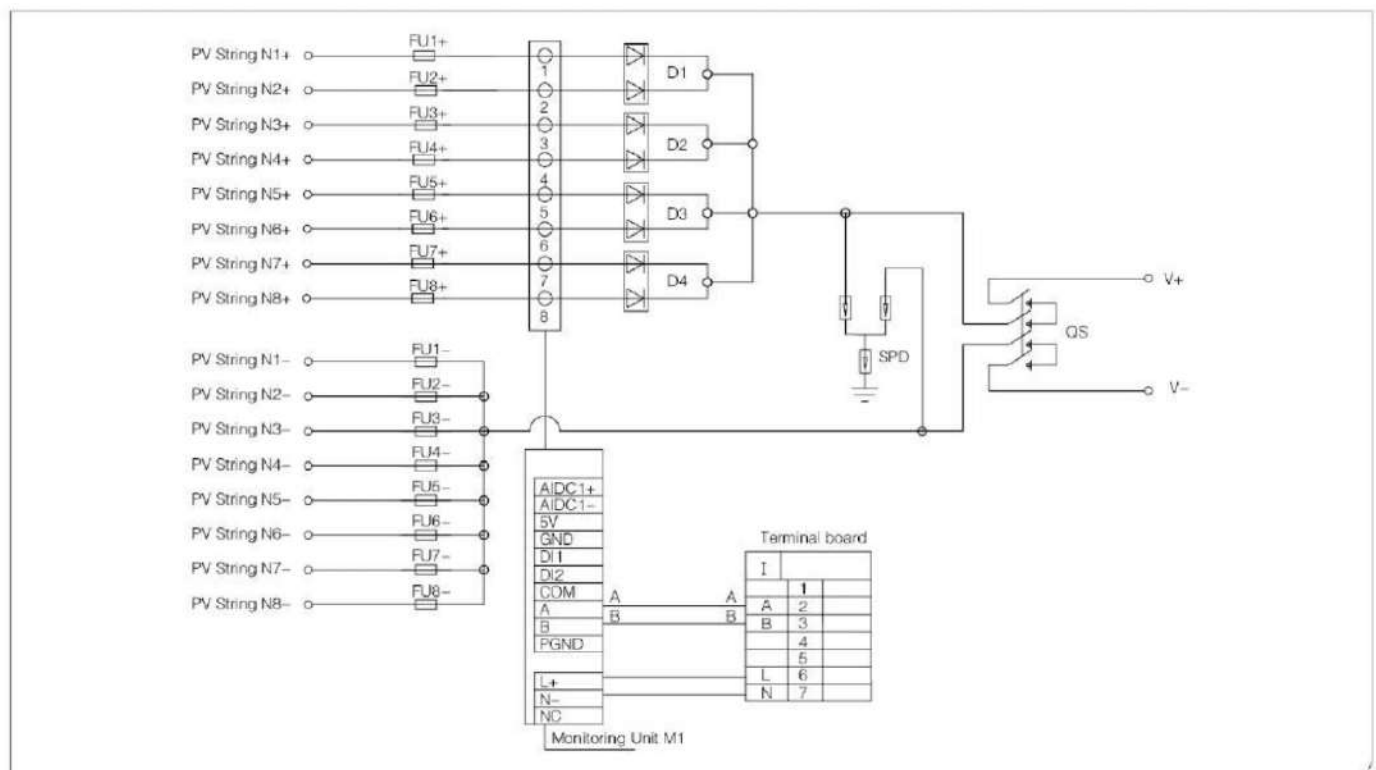 FU1+
PV String N1+
D1
1
FU2+
PV String N2+
2
FU3+
PV String N3+
D2
3
FU4+
PV String N4+
4
FU5+
PV String N5+
D3
5
FU6+
PV String N6+
6
FU7+
PV String N7+
D4
7
FU8+
PV String N8+
8
V+
QS
SPD
V-
FU1-
PV String N1-
FU2-
PV String N2-
FU3-
PV String N3-
FU4-
PV String N4-
FU5-
PV String N5-
FU6-
PV String N6-
FU7-
PV String N7-
FU8-
PV String N8-
AIDC1+
AIDC1-
5V
GND
DI1
DI2
COM
A
B
PGND
L+
N-
NC
Monitoring Unit M1
A A
B B
Terminal board
I
1
A 2
B 3
4
5
L 6
N 7